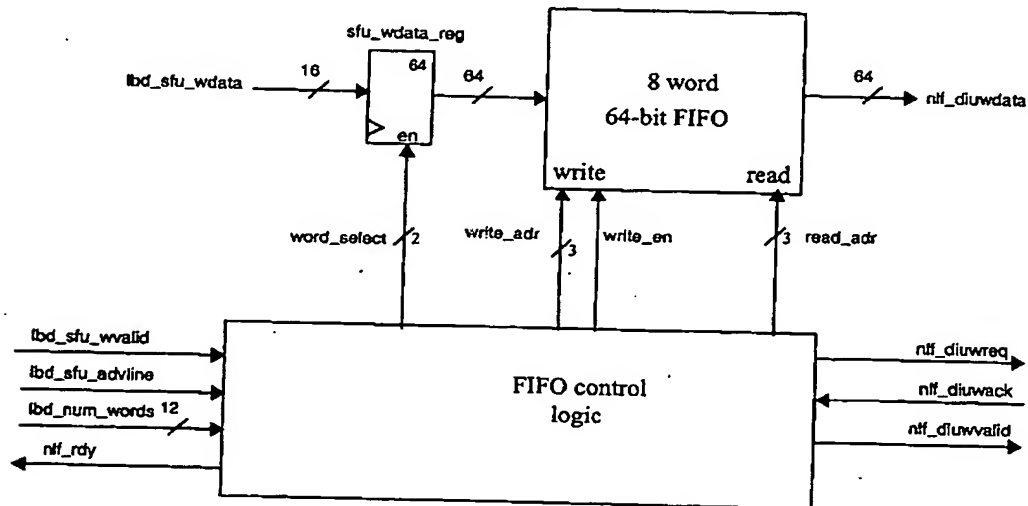 sfu_wdata_reg
lbd_sfu_wdata
16
64
en
64
8 word
64-bit FIFO
write
read
64
nlf_diuwdata
word_select
2
write_adr
3
write_en
3
read_adr
lbd_sfu_wvalid
lbd_sfu_advline
lbd_num_words
12
nlf_rdy
FIFO control
logic
nlf_diuwreq
nlf_diuwack
nlf_diuwvalid